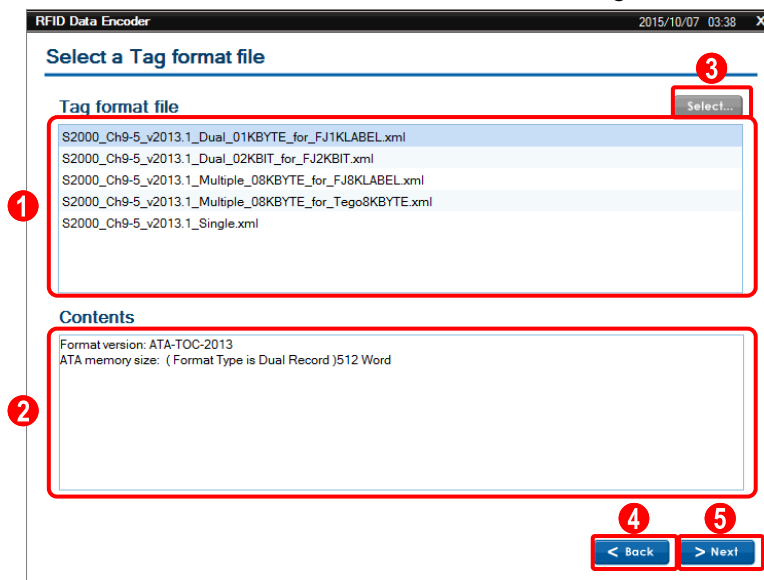 RFID Data Encoder 2015/10/07 03:38 X
Select a Tag format file
3
Tag format file Select...
S2000_Ch9-5_v2013.1_Dual_01KBYTE_for_FJ1KLABEL.xml
S2000_Ch9-5_v2013.1_Dual_02KBIT_for_FJ2KBIT.xml
S2000_Ch9-5_v2013.1_Multiple_08KBYTE_for_FJ8KLABEL.xml
1 S2000_Ch9-5_v2013.1_Multiple_08KBYTE_for_Tego8KBYTE.xml
S2000_Ch9-5_v2013.1_Single.xml
Contents
Format version: ATA-TOC-2013
ATA memory size: ( Format Type is Dual Record )512 Word
2
4 5
< Back > Next